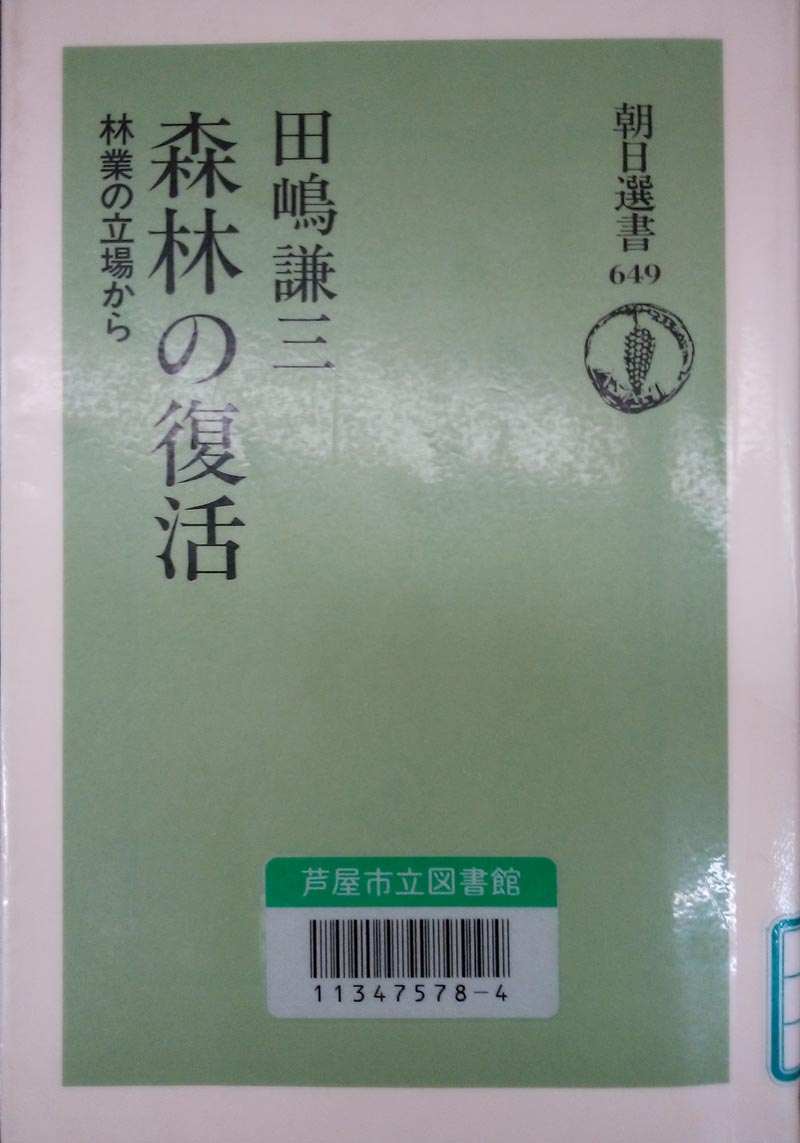 朝日選書
649
田嶋謙三
森林の復活
林業の立場から
芦屋市立図書館
11347578-4